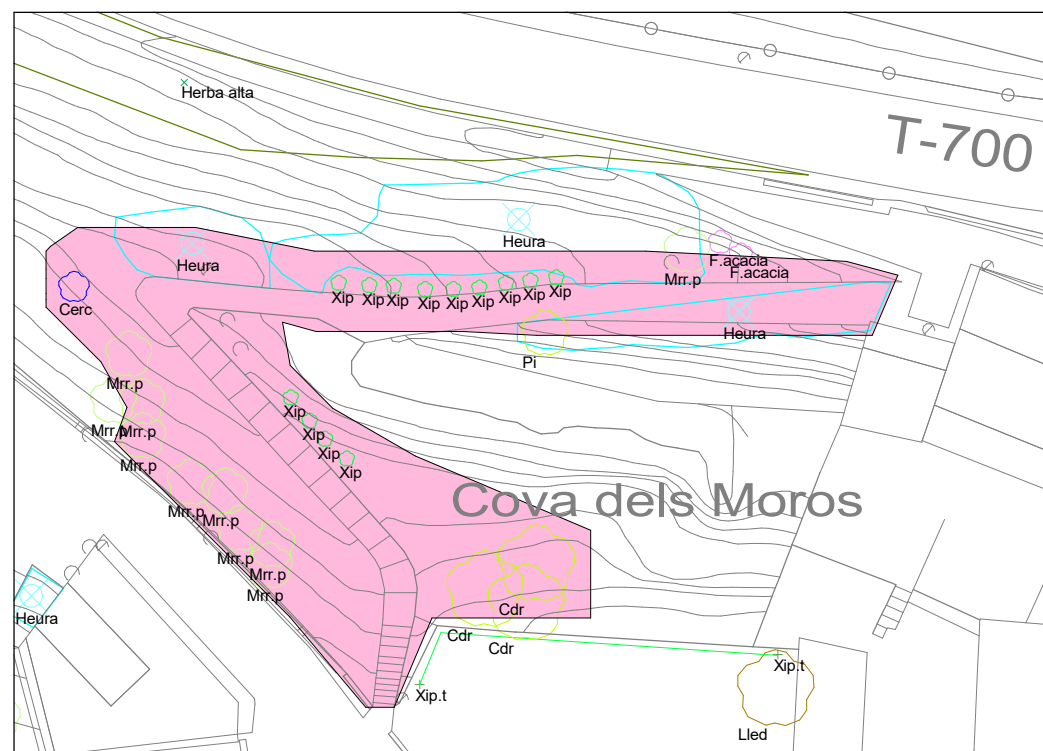 Herba alta
T-700
Heura
Heura
F.acacia
F.acacia
Mrr.p
Xip
Xip
Xip
Xip
Xip
Xip
Xip
Xip
Xip
Cerc
Heura
Pi
Mrr.p
Xip
Xip
Xip
Xip
Mrr.p
Mrr.p
Mrr.p
Cova dels Moros
Mrr.p
Mrr.p
Mrr.p
Mrr.p
Mrr.p
Cdr
Cdr
Cdr
Heura
Xip.t
Xip.t
Lled